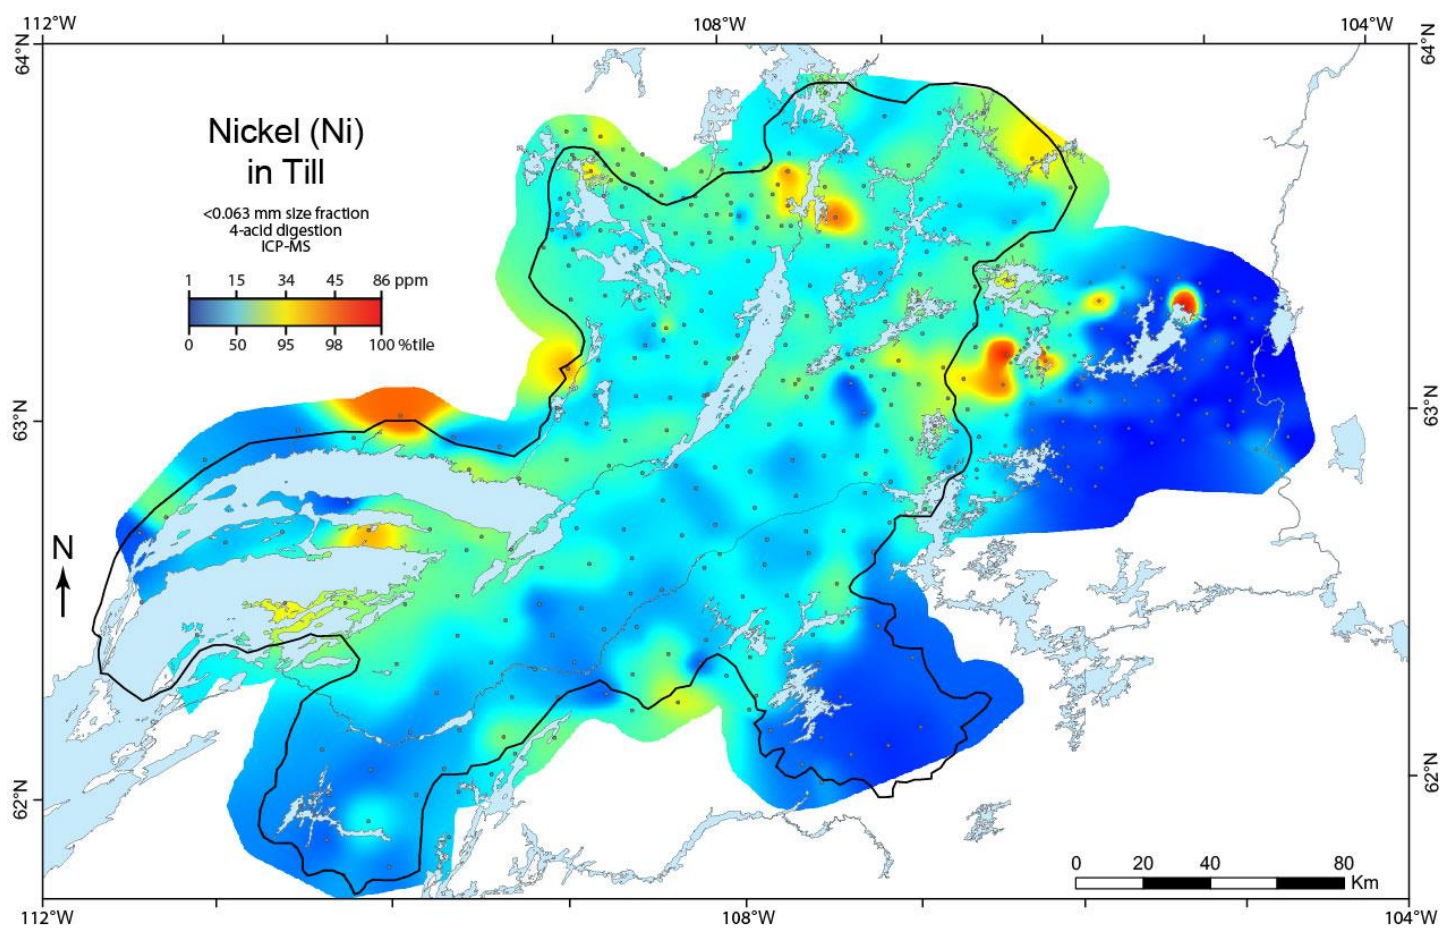 112°W 108°W 104°W
64°N 64°N
Nickel (Ni)
in Till
<0.063 mm size fraction
4-acid digestion
ICP-MS
1 15 34 45 86 ppm
0 50 95 98 100 %tile
63°N 63°N
N
62°N 62°N
0 20 40 80
Km
112°W 108°W 104°W